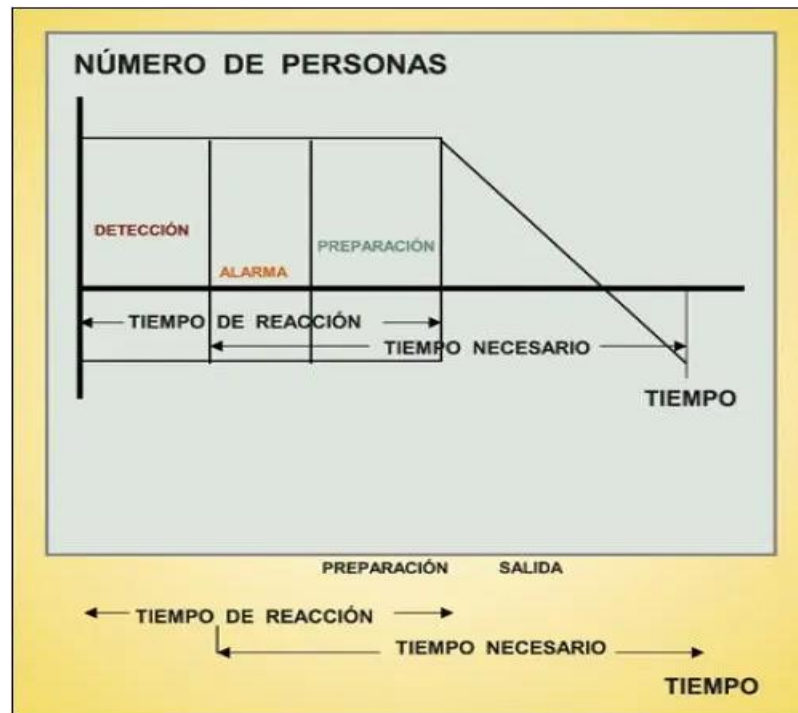 NÚMERO DE PERSONAS
DETECCIÓN
ALARMA
PREPARACIÓN
TIEMPO DE REACCIÓN
TIEMPO NECESARIO
TIEMPO
PREPARACIÓN SALIDA
TIEMPO DE REACCIÓN
TIEMPO NECESARIO
TIEMPO